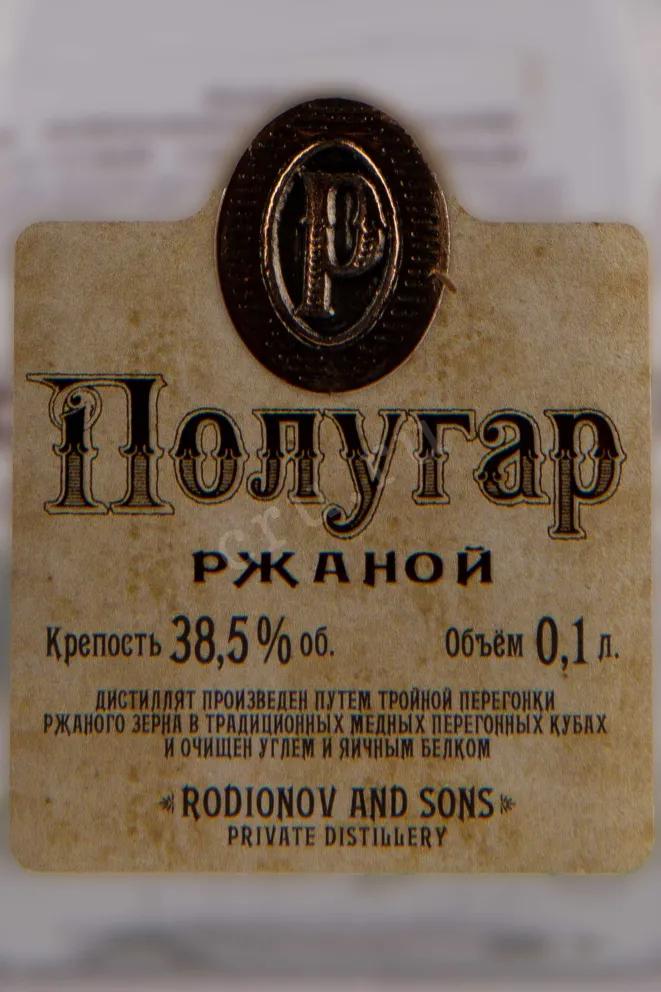 Р
Полугар
РЖАНОЙ
Крепость 38,5% об. Объём 0,1 л.
ДИСТИЛЛЯТ ПРОИЗВЕДЕН ПУТЕМ ТРОЙНОЙ ПЕРЕГОНКИ
РЖАНОГО ЗЕРНА В ТРАДИЦИОННЫХ МЕДНЫХ ПЕРЕГОННЫХ КУБАХ
И ОЧИЩЕН УГЛЕМ И ЯИЧНЫМ БЕЛКОМ
RODIONOV AND SONS
PRIVATE DISTILLERY